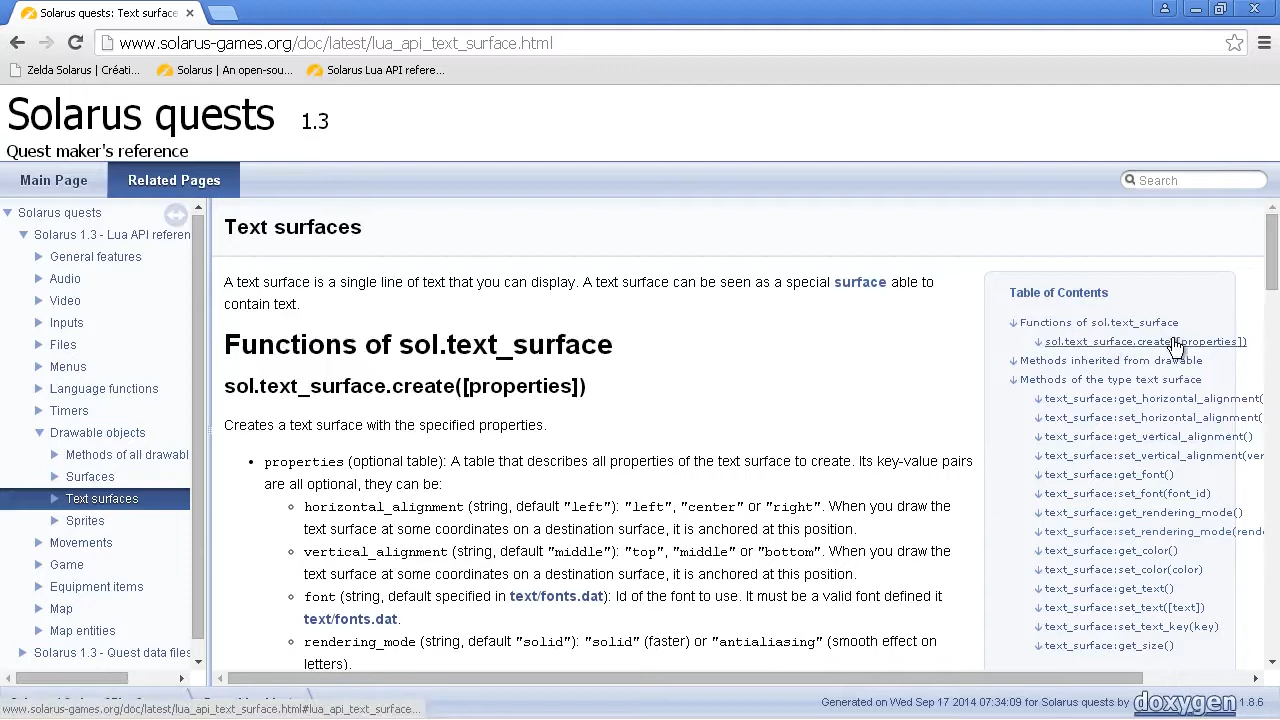 Solarus quests: Text surface
www.solarus-games.org/doc/latest/lua_api_text_surface.html
Zelda Solarus | Créati...
Solarus | An open-sou...
Solarus Lua API refere...
Solarus quests 1.3
Quest maker's reference
Main Page
Related Pages
Search
Solarus quests
Solarus 1.3 - Lua API referen
General features
Audio
Video
Inputs
Files
Menus
Language functions
Timers
Drawable objects
Methods of all drawabl
Surfaces
Text surfaces
Sprites
Movements
Game
Equipment items
Map
Map entities
Solarus 1.3 - Quest data files
Text surfaces
A text surface is a single line of text that you can display. A text surface can be seen as a special surface able to
contain text.
Functions of sol.text_surface
sol.text_surface.create([properties])
Creates a text surface with the specified properties.
• properties (optional table): A table that describes all properties of the text surface to create. Its key-value pairs
are all optional, they can be:
horizontal_alignment (string, default "left"): "left", "center" or "right". When you draw the
text surface at some coordinates on a destination surface, it is anchored at this position.
vertical_alignment (string, default "middle"): "top", "middle" or "bottom". When you draw the
text surface at some coordinates on a destination surface, it is anchored at this position.
font (string, default specified in text/fonts.dat): Id of the font to use. It must be a valid font defined it
text/fonts.dat.
rendering_mode (string, default "solid"): "solid" (faster) or "antialiasing" (smooth effect on
letters).
Table of Contents
Functions of sol.text_surface
sol.text_surface.create properties])
Methods inherited from drawable
Methods of the type text surface
text_surface:get_horizontal_alignment(
text_surface:set_horizontal_alignment(
text_surface:get_vertical_alignment()
text_surface:set_vertical_alignment(ver
text_surface:get_font()
text_surface:set_font(font_id)
text_surface:get_rendering_mode()
text_surface:set_rendering_mode(rend
text_surface:get_color()
text_surface:set_color(color)
text_surface:get_text()
text_surface:set_text([text])
text_surface:set_text_key(key)
text_surface:get_size()
www.solarus-games.org/doc/latest/lua_api_text_surface.html#lua_api_text_surface...
Generated on Wed Sep 17 2014 07:34:09 for Solarus quests by doxygen 1.8.6